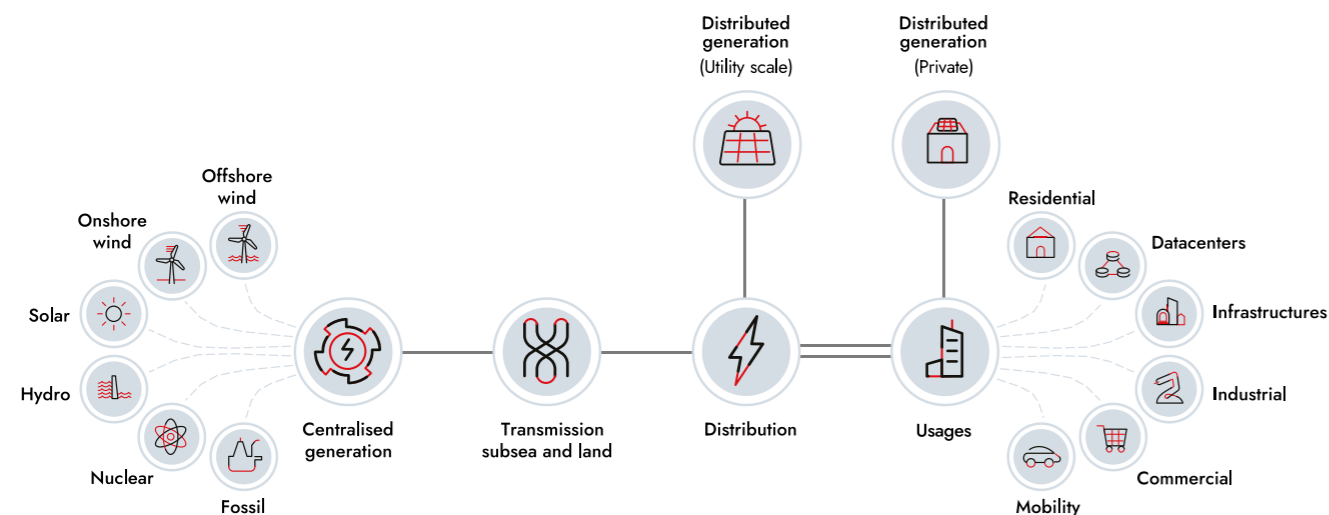 Distributed
generation
(Utility scale)
Distributed
generation
(Private)
Offshore
wind
Onshore
wind
Solar
Hydro
Nuclear
Fossil
Centralised
generation
Transmission
subsea and land
Distribution
Usages
Residential
Datacenters
Infrastructures
Industrial
Commercial
Mobility